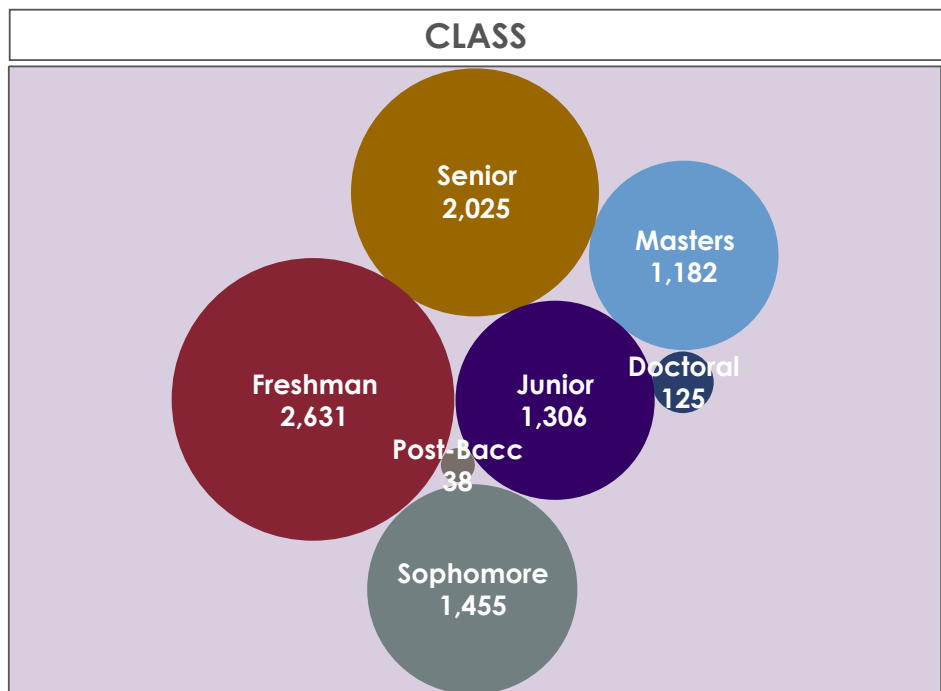 CLASS
Senior
2,025
Masters
1,182
Freshman
2,631
Junior
1,306
Doctoral
125
Post-Bacc
38
Sophomore
1,455